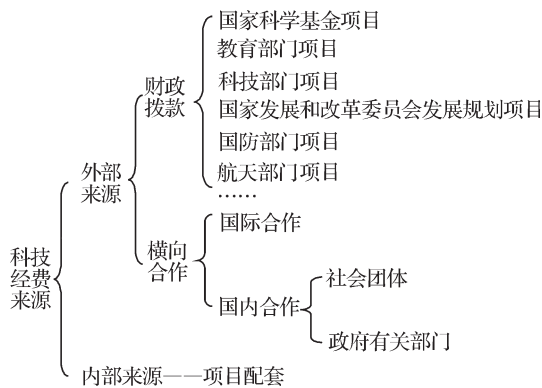 国家科学基金项目
教育部门项目
财政
拨款
科技部门项目
国家发展和改革委员会发展规划项目
国防部门项目
外部
来源
航天部门项目
……
国际合作
横向
合作
科技
经费
来源
社会团体
国内合作
政府有关部门
内部来源——项目配套